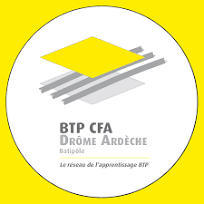 BTP CFA
DRÔME ARDÈCHE
Batipôle
Le réseau de l'apprentissage BTP